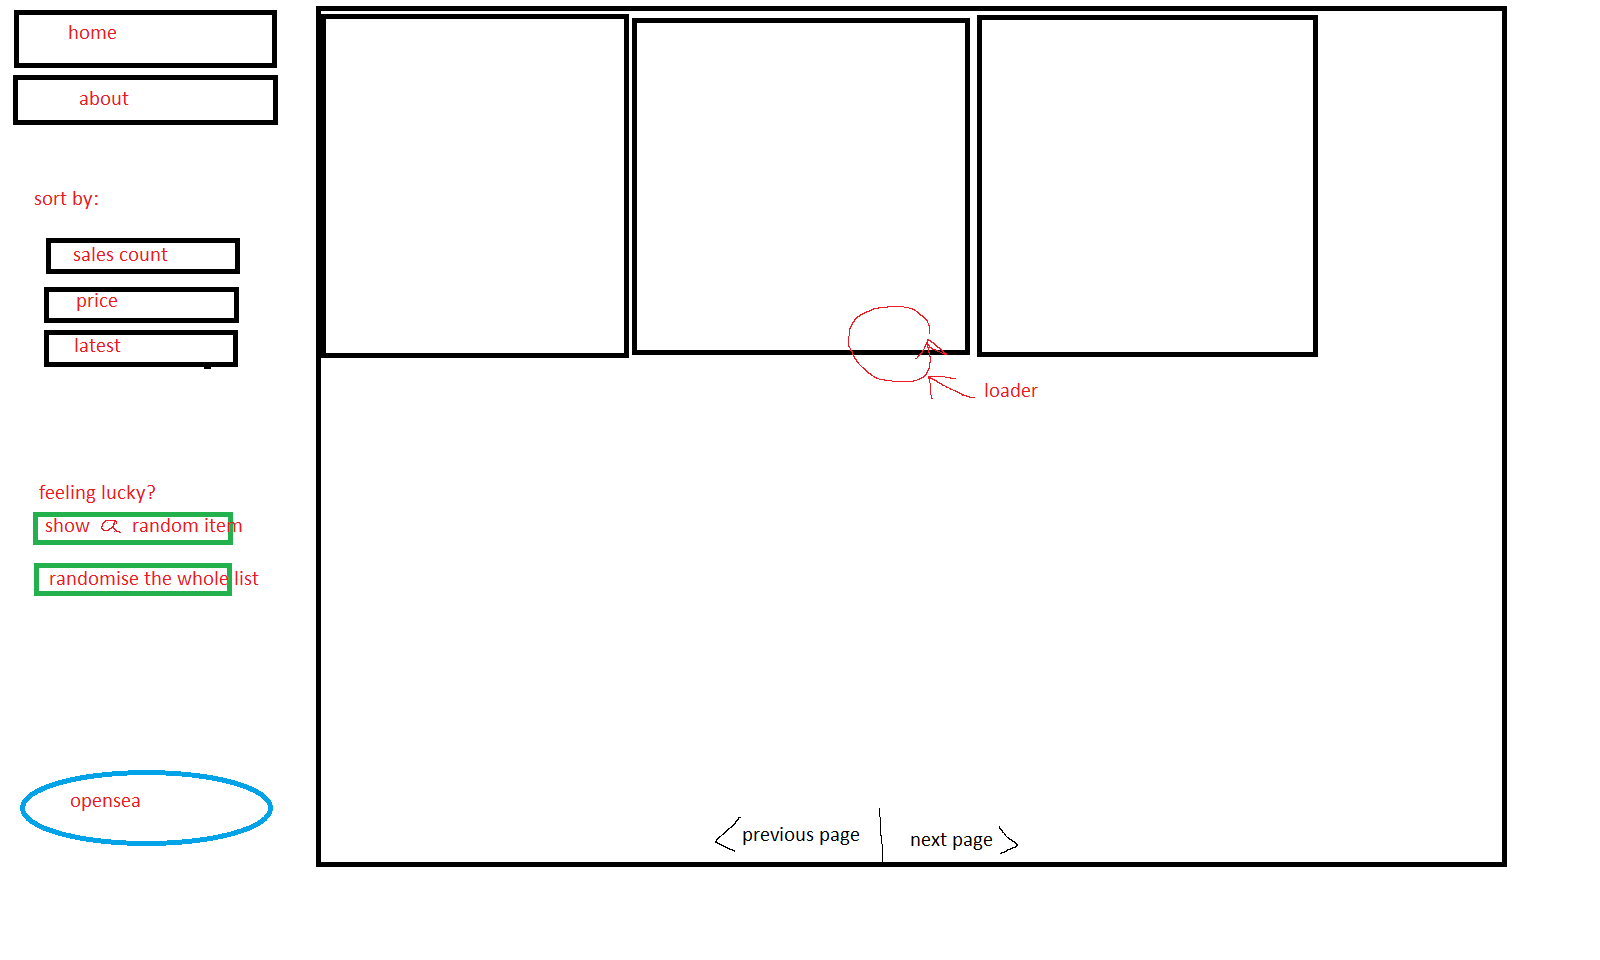 home
about
sort by:
sales count
price
latest
feeling lucky?
show a random item
randomise the whole list
opensea
loader
previous page
next page